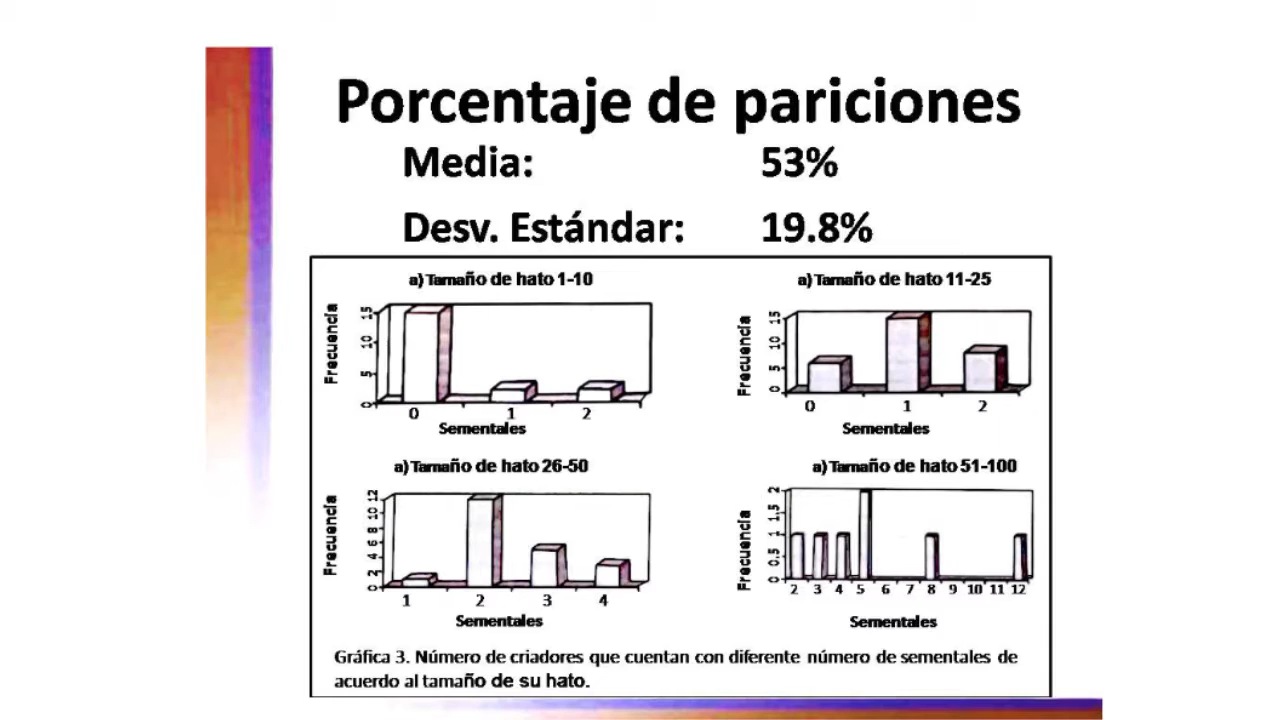 Porcentaje de pariciones
Media: 53%
Desv. Estándar: 19.8%
a) Tamaño de hato 1-10
Frecuencia
15
10
5
0
0 1 2
Sementales
a) Tamaño de hato 11-25
Frecuencia
15
10
5
0
0 1 2
Sementales
a) Tamaño de hato 26-50
Frecuencia
12
10
8
6
4
2
0
1 2 3 4
Sementales
a) Tamaño de hato 51-100
Frecuencia
2
1.5
1
0.5
0
2 3 4 5 6 7 8 9 10 11 12
Sementales
Gráfica 3. Número de criadores que cuentan con diferente número de sementales de
acuerdo al tamaño de su hato.